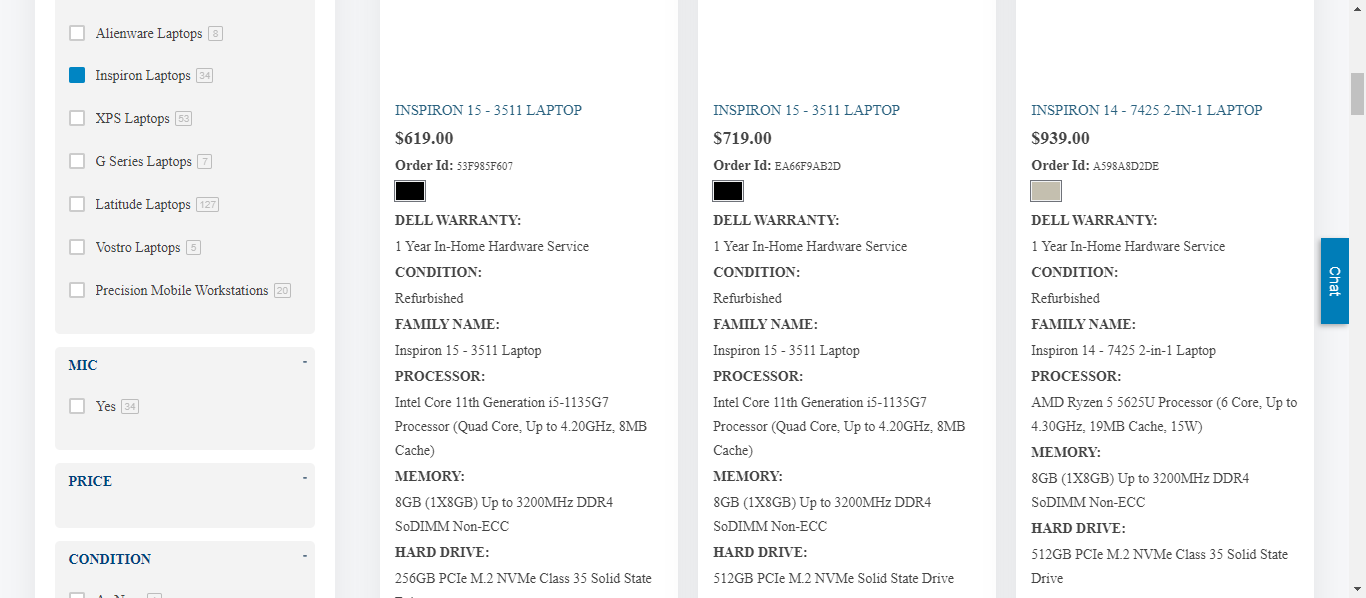 Alienware Laptops 8
Inspiron Laptops 34
XPS Laptops 53
G Series Laptops 7
Latitude Laptops 127
Vostro Laptops 5
Precision Mobile Workstations 20
MIC -
Yes 34
PRICE -
CONDITION -
INSPIRON 15 - 3511 LAPTOP
$619.00
Order Id: 53F985F607
DELL WARRANTY:
1 Year In-Home Hardware Service
CONDITION:
Refurbished
FAMILY NAME:
Inspiron 15 - 3511 Laptop
PROCESSOR:
Intel Core 11th Generation i5-1135G7
Processor (Quad Core, Up to 4.20GHz, 8MB
Cache)
MEMORY:
8GB (1X8GB) Up to 3200MHz DDR4
SoDIMM Non-ECC
HARD DRIVE:
256GB PCIe M.2 NVMe Class 35 Solid State
INSPIRON 15 - 3511 LAPTOP
$719.00
Order Id: EA66F9AB2D
DELL WARRANTY:
1 Year In-Home Hardware Service
CONDITION:
Refurbished
FAMILY NAME:
Inspiron 15 - 3511 Laptop
PROCESSOR:
Intel Core 11th Generation i5-1135G7
Processor (Quad Core, Up to 4.20GHz, 8MB
Cache)
MEMORY:
8GB (1X8GB) Up to 3200MHz DDR4
SoDIMM Non-ECC
HARD DRIVE:
512GB PCIe M.2 NVMe Solid State Drive
INSPIRON 14 - 7425 2-IN-1 LAPTOP
$939.00
Order Id: A598A8D2DE
DELL WARRANTY:
1 Year In-Home Hardware Service
CONDITION:
Refurbished
FAMILY NAME:
Inspiron 14 - 7425 2-in-1 Laptop
PROCESSOR:
AMD Ryzen 5 5625U Processor (6 Core, Up to
4.30GHz, 19MB Cache, 15W)
MEMORY:
8GB (1X8GB) Up to 3200MHz DDR4
SoDIMM Non-ECC
HARD DRIVE:
512GB PCIe M.2 NVMe Class 35 Solid State
Drive
Chat